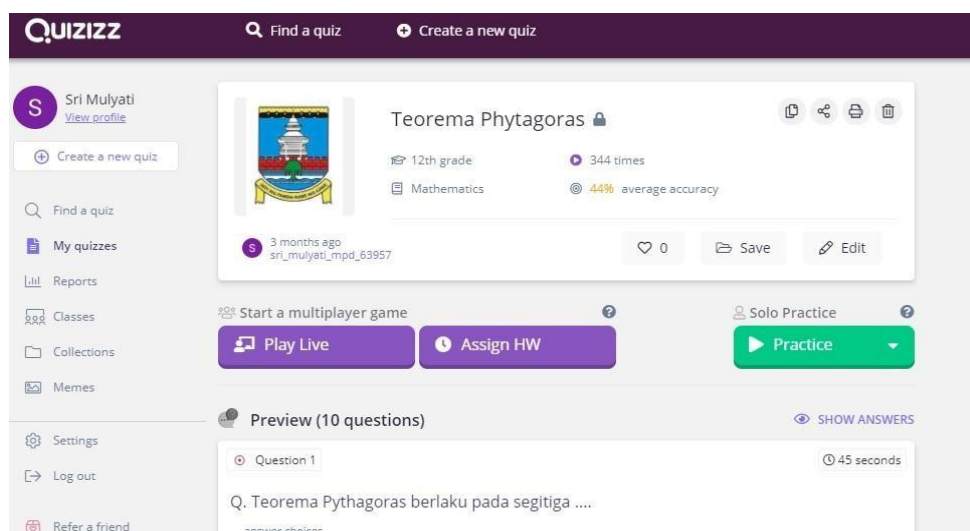 QUIZIZZ
Find a quiz
Create a new quiz
S
Sri Mulyati
View profile
Create a new quiz
Find a quiz
My quizzes
Reports
Classes
Collections
Memes
Settings
Log out
Refer a friend
Teorema Phytagoras
12th grade
344 times
Mathematics
44% average accuracy
S
3 months ago
sri_mulyati_mpd_63957
0
Save
Edit
Start a multiplayer game
?
Solo Practice
?
Play Live
Assign HW
Practice
Preview (10 questions)
SHOW ANSWERS
Question 1
45 seconds
Q. Teorema Pythagoras berlaku pada segitiga ....
answer choices